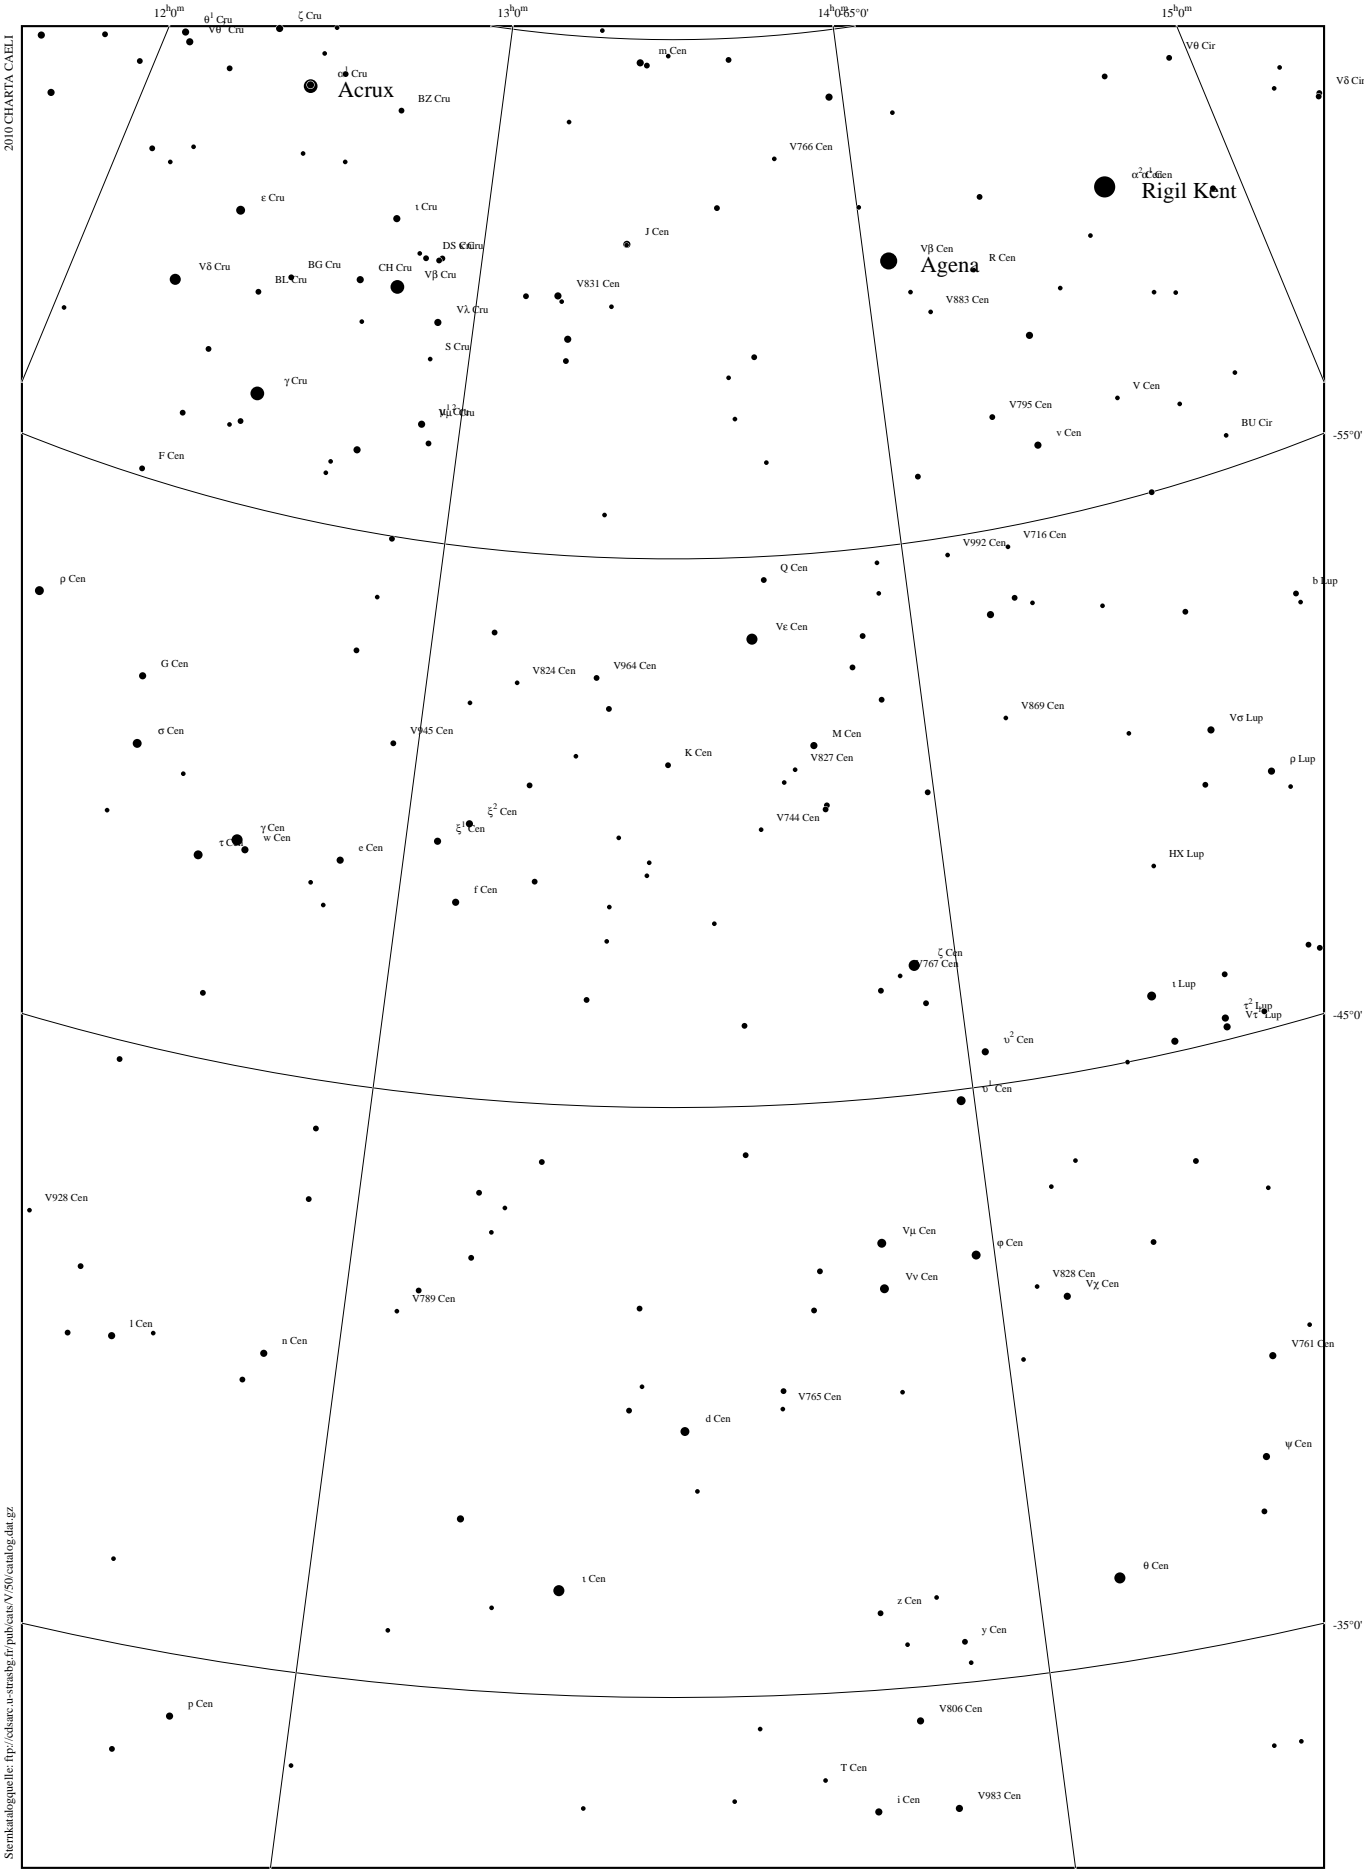 12ʰ0ᵐ
13ʰ0ᵐ
14ʰ0ᵐ
-65°0'
15ʰ0ᵐ
2010 CHARTA CAELI
θ¹ Cru
ζ Cru
m Cen
Vθ Cir
Vδ Cir
α¹ Cru
Acrux
BZ Cru
V766 Cen
Rigil Kent
ε Cru
ι Cru
J Cen
Vβ Cen
Agena
R Cen
DS Cru
Vδ Cru
BG Cru
CH Cru
Vβ Cru
BL Cru
V831 Cen
V883 Cen
Vλ Cru
S Cru
γ Cru
V Cen
V795 Cen
BU Cir
ν Cen
-55°0'
F Cen
V716 Cen
V992 Cen
Q Cen
ρ Cen
b Lup
Vε Cen
G Cen
V824 Cen
V964 Cen
V869 Cen
Vσ Lup
σ Cen
V945 Cen
M Cen
K Cen
V827 Cen
ρ Lup
ξ² Cen
V744 Cen
γ Cen
w Cen
ξ¹ Cen
τ Cen
e Cen
HX Lup
f Cen
ζ Cen
V767 Cen
ι Lup
τ² Lup
Vτ¹ Lup
-45°0'
υ² Cen
υ¹ Cen
V928 Cen
Vμ Cen
φ Cen
Vν Cen
V828 Cen
Vχ Cen
V789 Cen
l Cen
n Cen
V761 Cen
V765 Cen
d Cen
ψ Cen
θ Cen
ι Cen
z Cen
y Cen
-35°0'
p Cen
V806 Cen
T Cen
i Cen
V983 Cen
Sternkatalogquelle: ftp://cdsarc.u-strasbg.fr/pub/cats/V/50/catalog.dat.gz